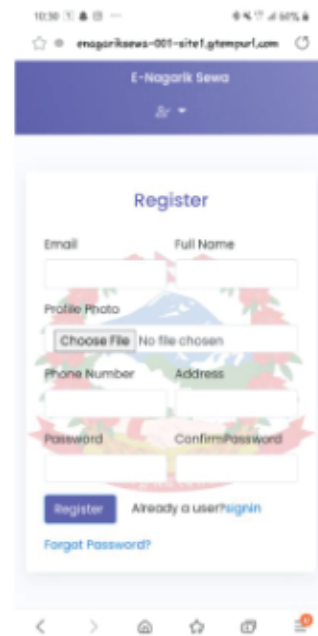 10:30
60%
enagariksewa-001-site1.gtempurl.com
E-Nagarik Sewa
Register
Email Full Name
Profile Photo
Choose File No file chosen
Phone Number Address
Password ConfirmPassword
Register Already a user?signin
Forgot Password?